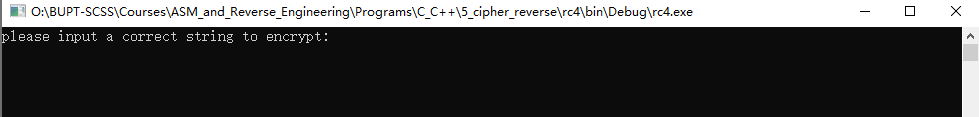 O:\BUPT-SCSS\Courses\ASM_and_Reverse_Engineering\Programs\C_C++\5_cipher_reverse\rc4\bin\Debug\rc4.exe
please input a correct string to encrypt: